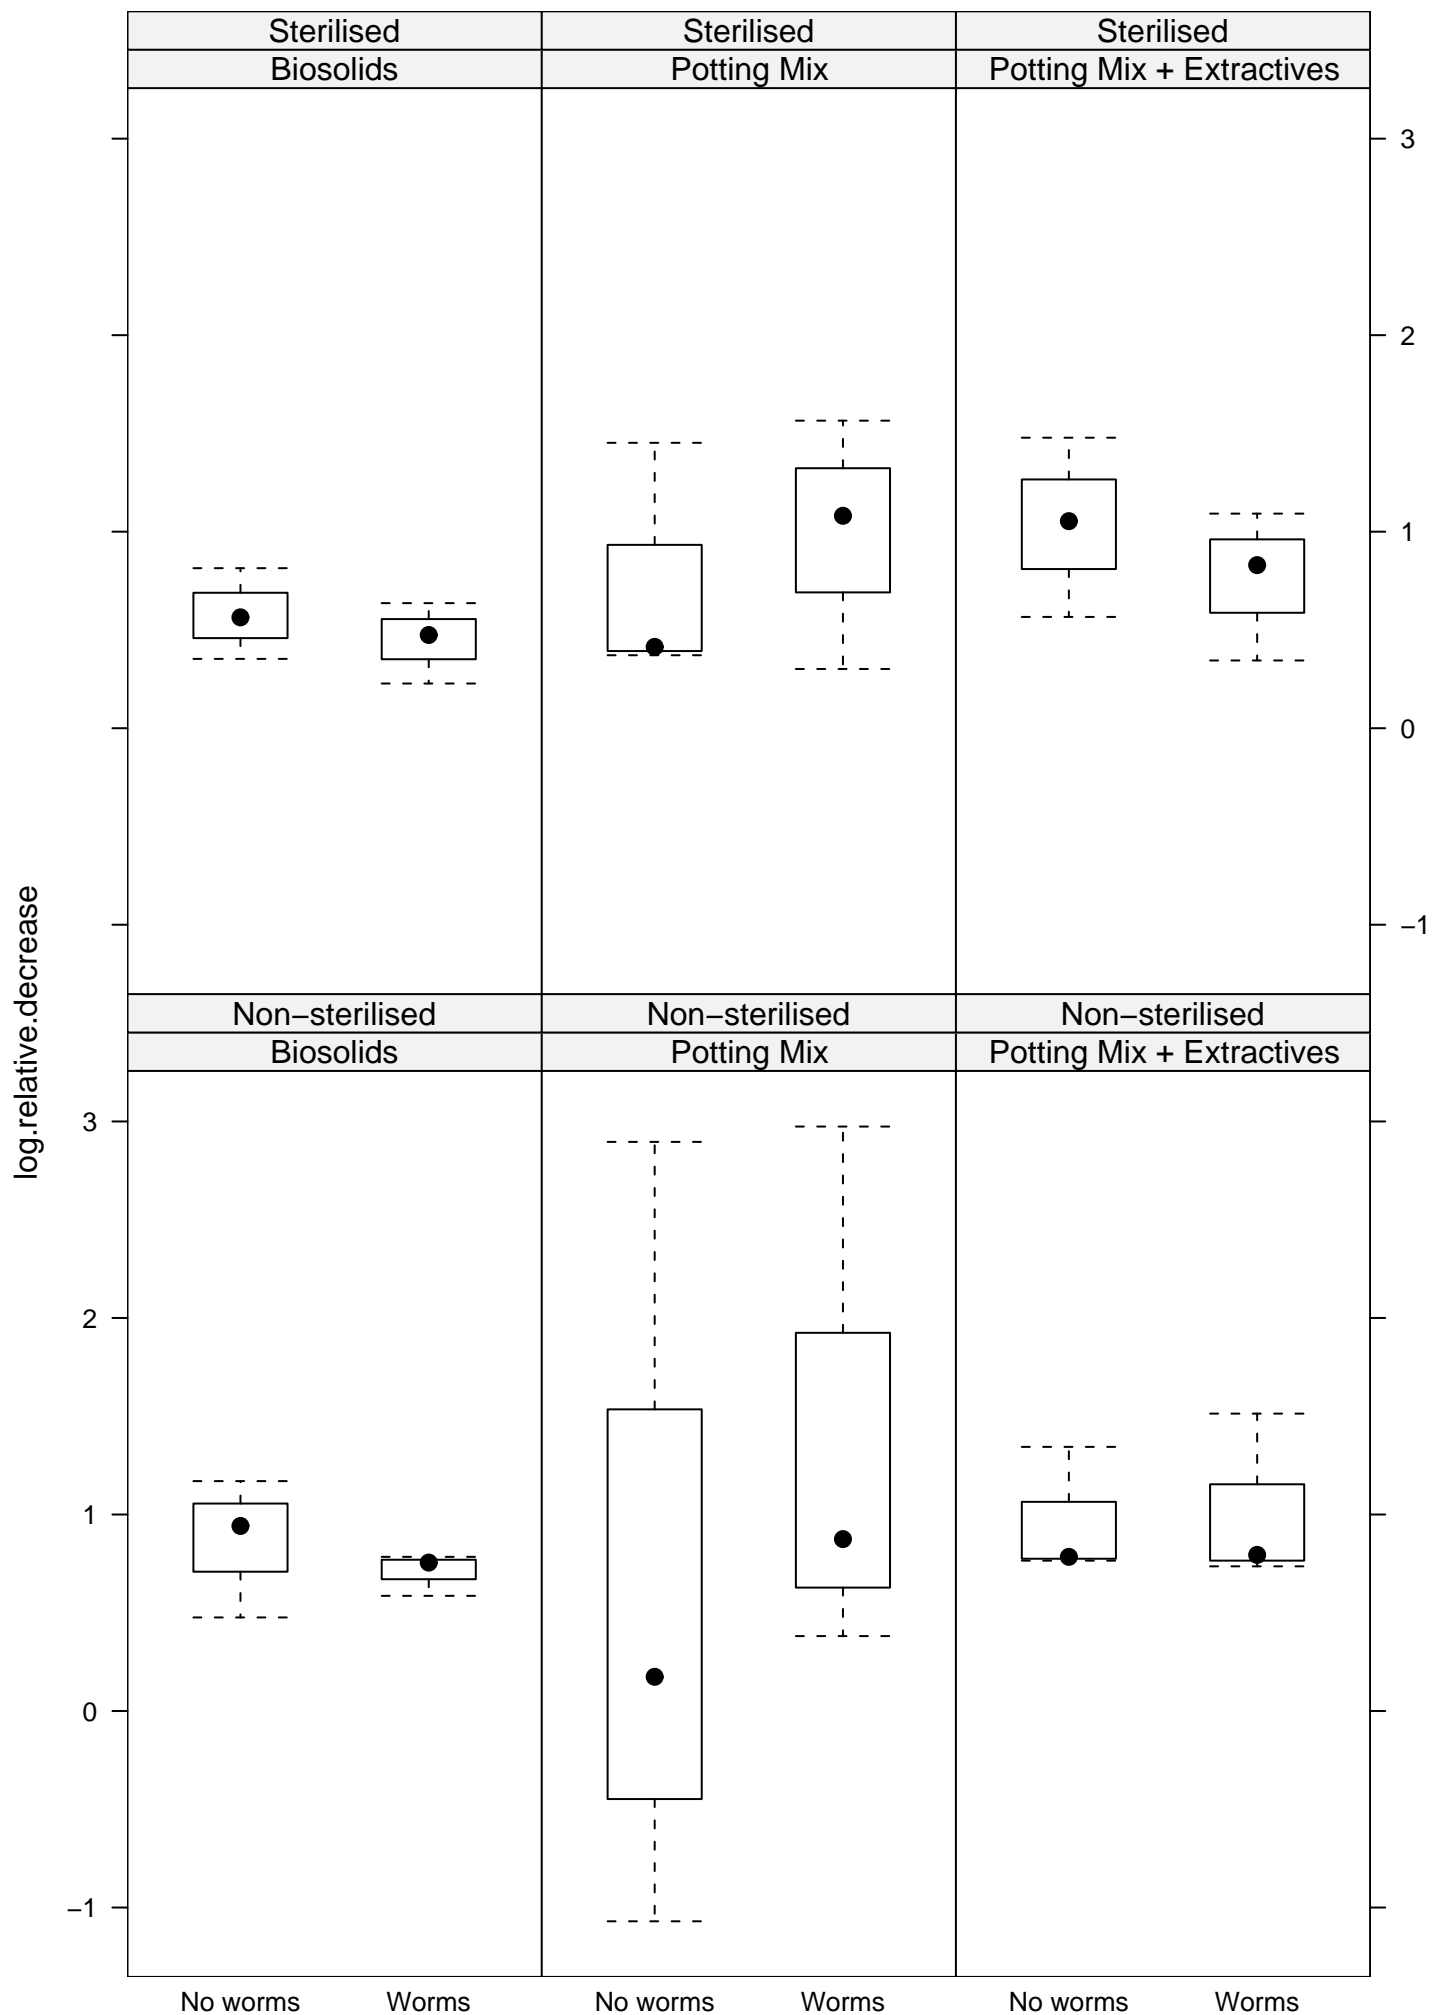 Sterilised Sterilised Sterilised
Biosolids Potting Mix Potting Mix + Extractives
3
2
1
0
−1
log.relative.decrease
Non−sterilised Non−sterilised Non−sterilised
Biosolids Potting Mix Potting Mix + Extractives
3
2
1
0
−1
No worms Worms No worms Worms No worms Worms